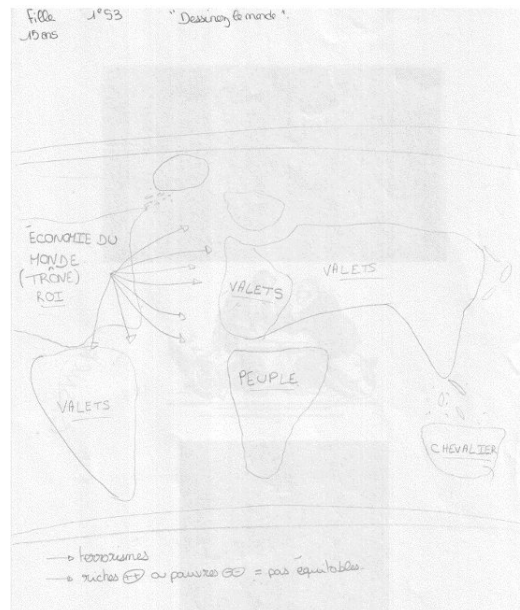 Fille 1°S3 "Dessinez le monde".
15 ans
ÉCONOMIE DU
MONDE
(TRÔNE)
ROI
VALETS
VALETS
VALETS
PEUPLE
CHEVALIER
→ terrorismes
→ riches ++ ou pauvres -- = pas équitables.